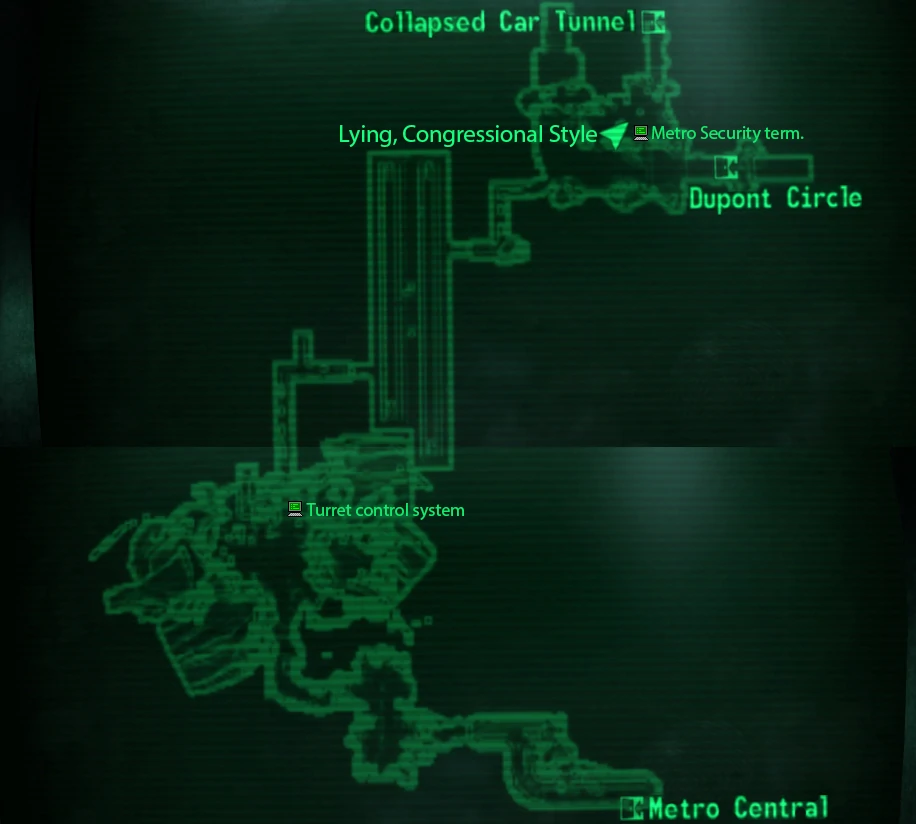 Collapsed Car Tunnel
Lying, Congressional Style
Metro Security term.
Dupont Circle
Turret control system
Metro Central